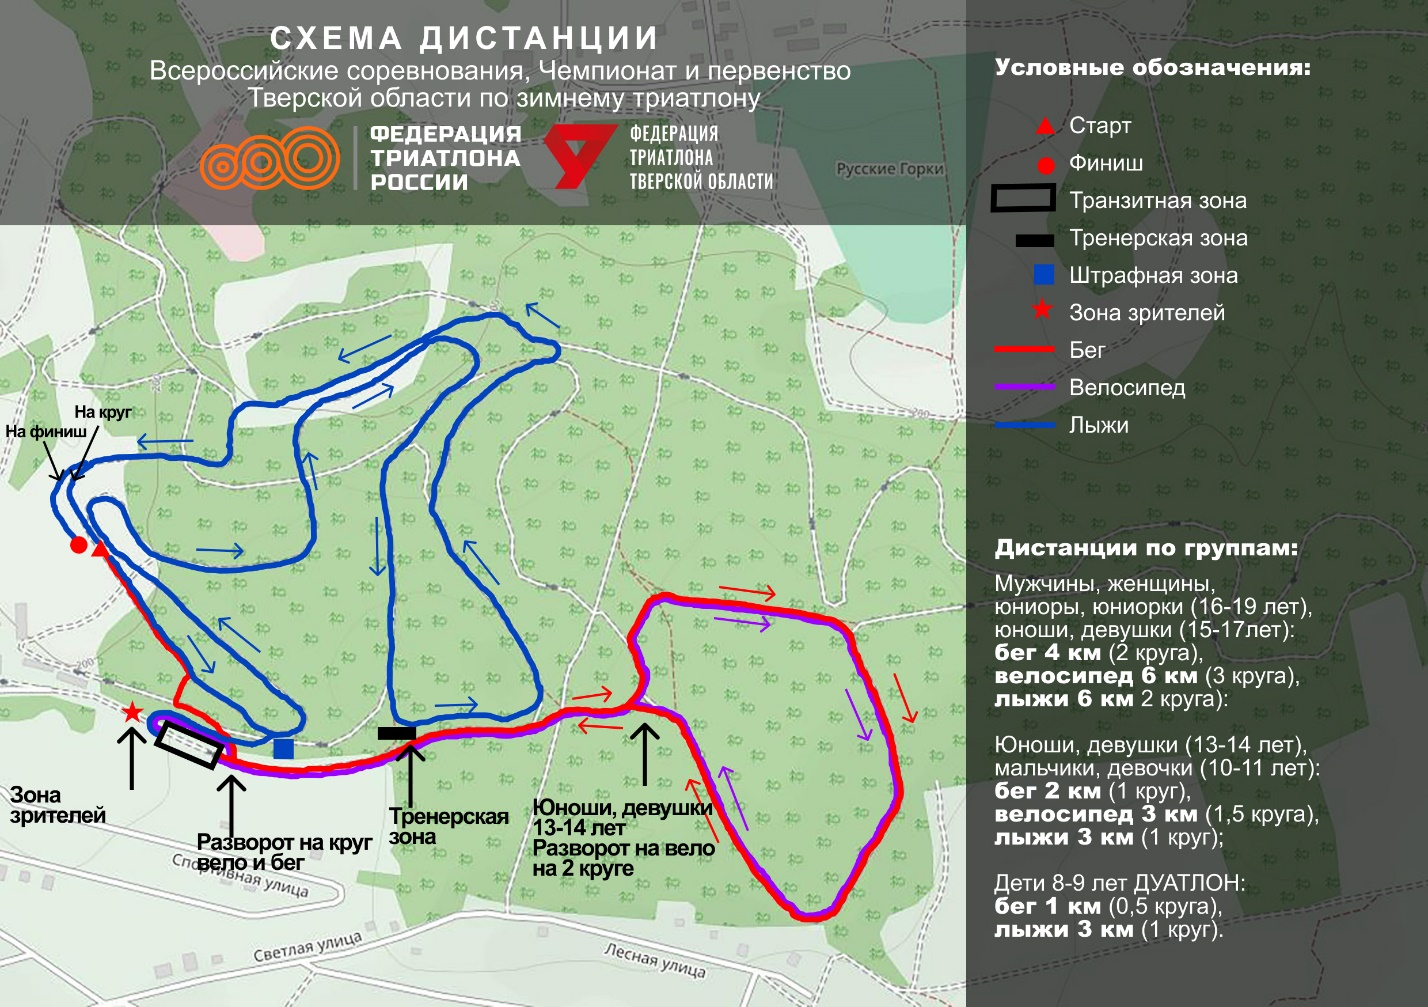 СХЕМА ДИСТАНЦИИ
Всероссийские соревнования, Чемпионат и первенство
Тверской области по зимнему триатлону
ФЕДЕРАЦИЯ
ТРИАТЛОНА
РОССИИ
ФЕДЕРАЦИЯ
ТРИАТЛОНА
ТВЕРСКОЙ ОБЛАСТИ
Русские Горки
На круг
На финиш
200
200
Зона
зрителей
Разворот на круг
вело и бег
Тренерская
зона
Юноши, девушки
13-14 лет
Разворот на вело
на 2 круге
Спортивная улица
Светлая улица
Лесная улица
Условные обозначения:
Старт
Финиш
Транзитная зона
Тренерская зона
Штрафная зона
Зона зрителей
Бег
Велосипед
Лыжи
Дистанции по группам:
Мужчины, женщины,
юниоры, юниорки (16-19 лет),
юноши, девушки (15-17лет):
бег 4 км (2 круга),
велосипед 6 км (3 круга),
лыжи 6 км 2 круга):
Юноши, девушки (13-14 лет),
мальчики, девочки (10-11 лет):
бег 2 км (1 круг),
велосипед 3 км (1,5 круга),
лыжи 3 км (1 круг);
Дети 8-9 лет ДУАТЛОН:
бег 1 км (0,5 круга),
лыжи 3 км (1 круг).